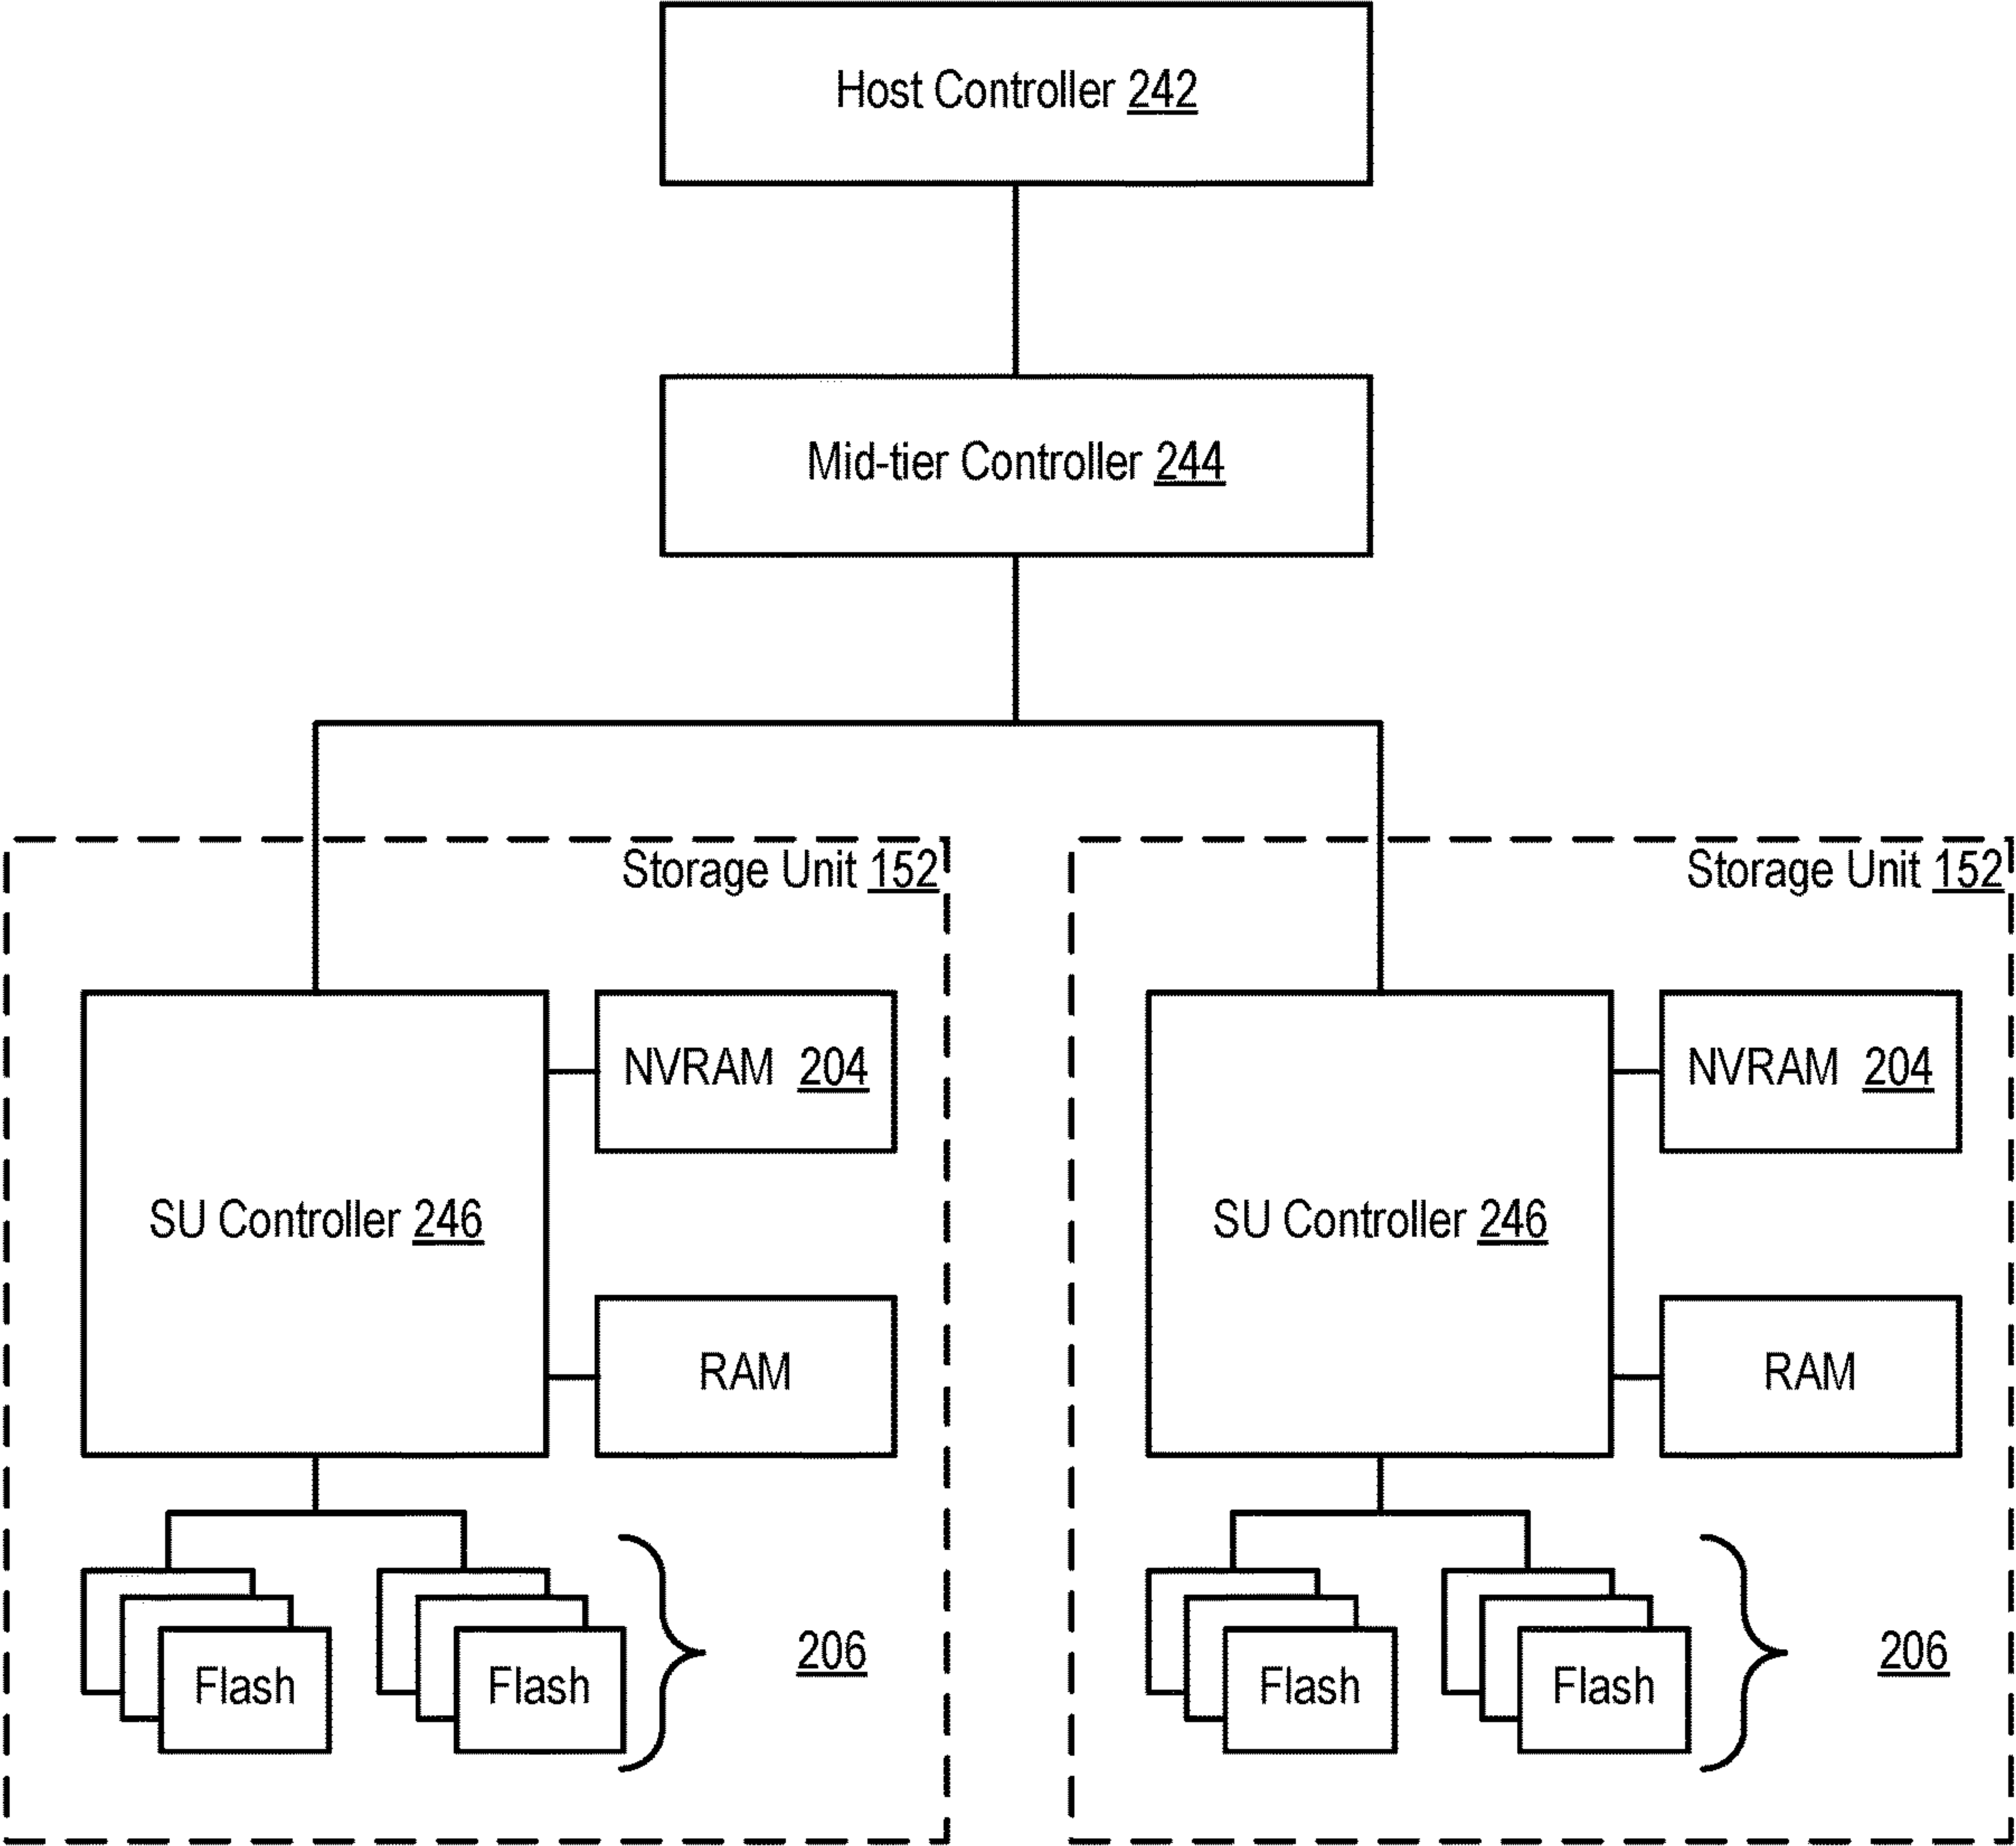 Host Controller 242
Mid-tier Controller 244
Storage Unit 152
NVRAM 204
SU Controller 246
RAM
Flash
Flash
206
Storage Unit 152
NVRAM 204
SU Controller 246
RAM
Flash
Flash
206